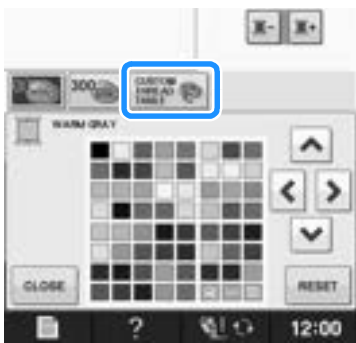 300
CUSTOM
THREAD
TABLE
WARM GRAY
CLOSE
RESET
?
12:00